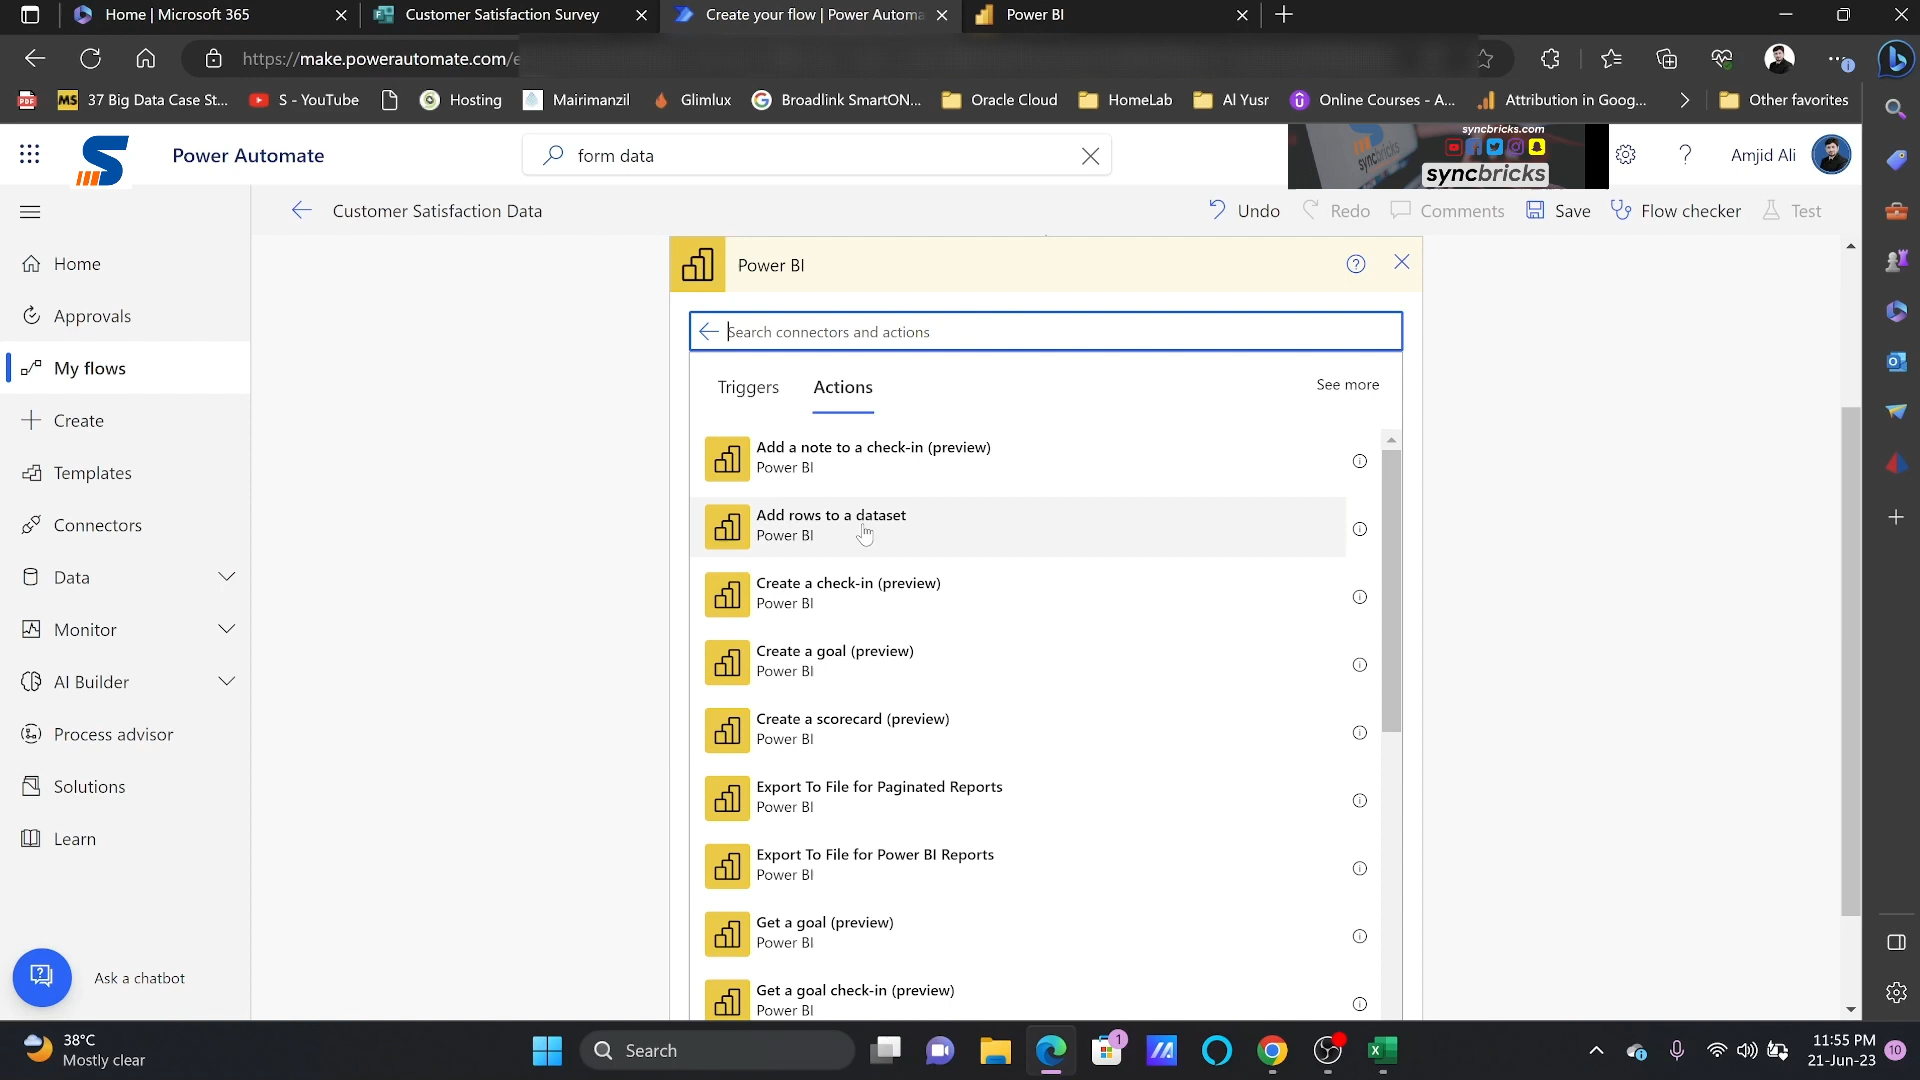 Home | Microsoft 365
Customer Satisfaction Survey
Create your flow | Power Automa
Power BI
https://make.powerautomate.com/e
PDF
MS 37 Big Data Case St...
S - YouTube
Hosting
Mairimanzil
Glimlux
Broadlink SmartON...
Oracle Cloud
HomeLab
Al Yusr
Online Courses - A...
Attribution in Goog...
Other favorites
Power Automate
form data
syncbricks.com
syncbricks
syncbricks
Amjid Ali
Customer Satisfaction Data
Undo
Redo
Comments
Save
Flow checker
Test
Home
Approvals
My flows
Create
Templates
Connectors
Data
Monitor
AI Builder
Process advisor
Solutions
Learn
Ask a chatbot
Power BI
Search connectors and actions
Triggers
Actions
See more
Add a note to a check-in (preview)
Power BI
Add rows to a dataset
Power BI
Create a check-in (preview)
Power BI
Create a goal (preview)
Power BI
Create a scorecard (preview)
Power BI
Export To File for Paginated Reports
Power BI
Export To File for Power BI Reports
Power BI
Get a goal (preview)
Power BI
Get a goal check-in (preview)
Power BI
38°C
Mostly clear
Search
1
11:55 PM
21-Jun-23
10